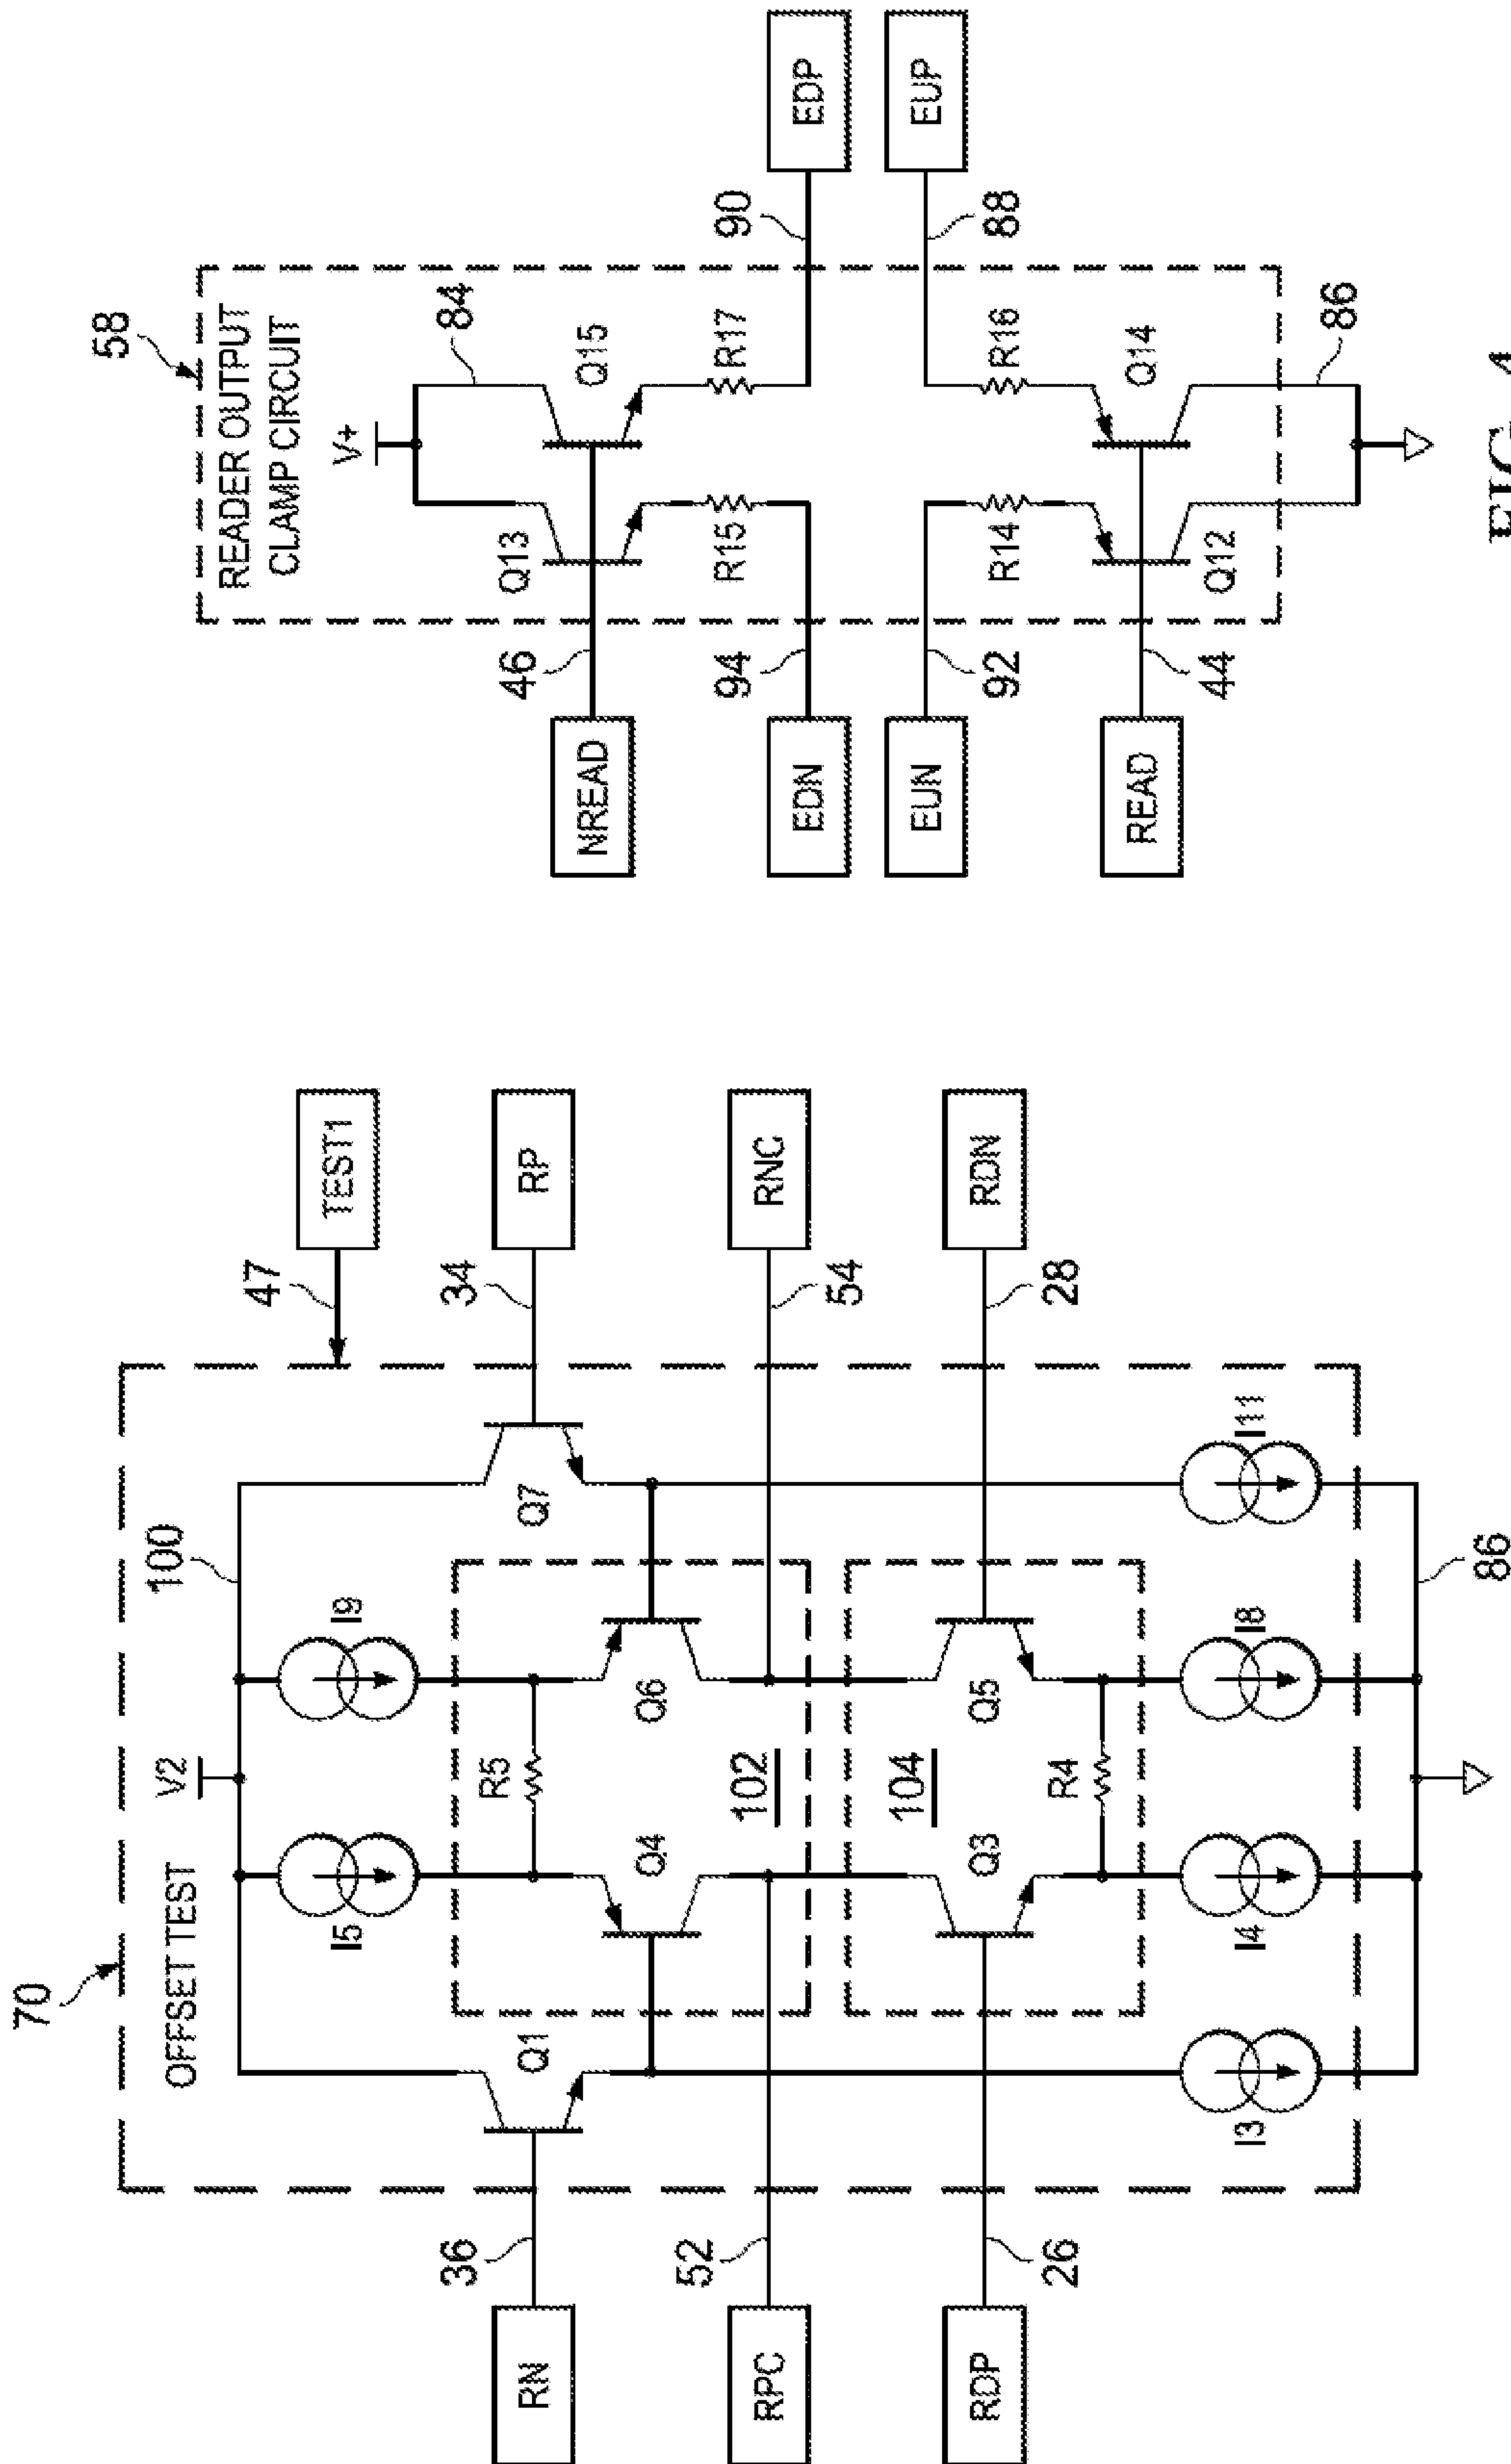 70
OFFSET TEST
V2
100
47
TEST1
I5
I9
RN
36
Q1
Q7
34
RP
R5
Q4
Q6
RPC
52
102
54
RNC
104
Q3
Q5
RDP
26
28
RDN
R4
I3
I4
I8
I11
86
58
READER OUTPUT
CLAMP CIRCUIT
V+
84
Q13
Q15
NREAD
46
R15
R17
EDN
94
90
EDP
EUN
92
88
EUP
R14
R16
READ
44
Q12
Q14
86
FIG. 4